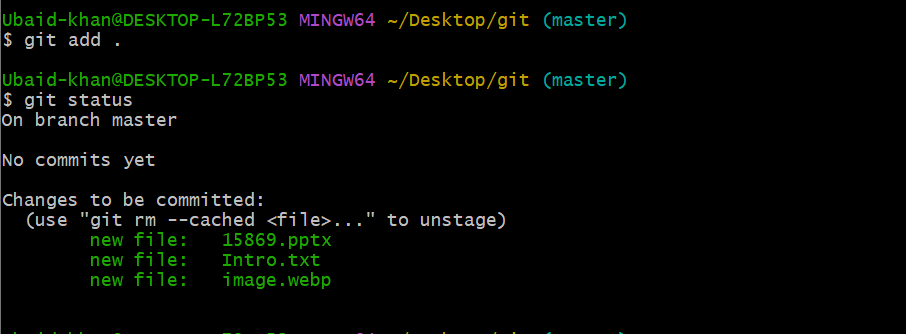 Ubaid-khan@DESKTOP-L72BP53 MINGW64 ~/Desktop/git (master)
$ git add .
Ubaid-khan@DESKTOP-L72BP53 MINGW64 ~/Desktop/git (master)
$ git status
On branch master
No commits yet
Changes to be committed:
  (use "git rm --cached <file>..." to unstage)
        new file:   15869.pptx
        new file:   Intro.txt
        new file:   image.webp